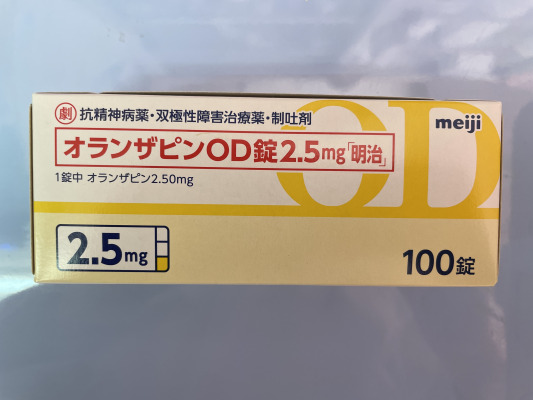 劇 抗精神病薬・双極性障害治療薬・制吐剤
meiji
オランザピンOD錠2.5mg「明治」
1錠中 オランザピン2.50mg
OD
2.5mg
100錠